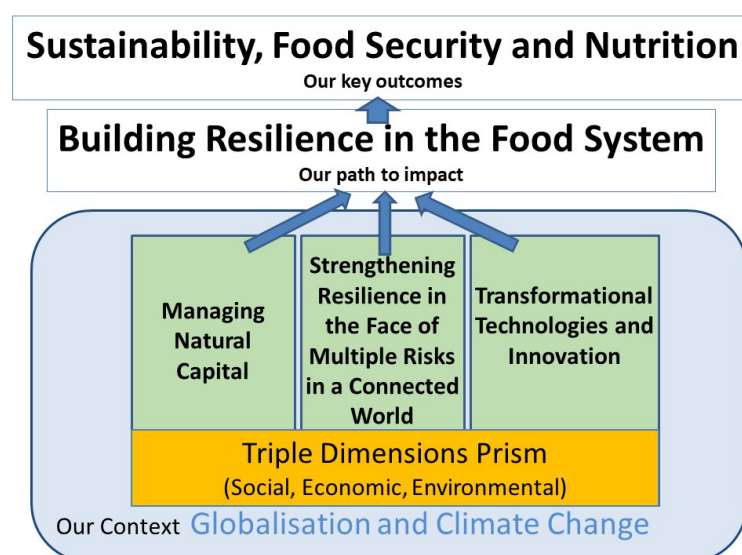 Sustainability, Food Security and Nutrition
Our key outcomes
Building Resilience in the Food System
Our path to impact
Managing
Natural
Capital
Strengthening
Resilience in
the Face of
Multiple Risks
in a Connected
World
Transformational
Technologies and
Innovation
Triple Dimensions Prism
(Social, Economic, Environmental)
Our Context Globalisation and Climate Change